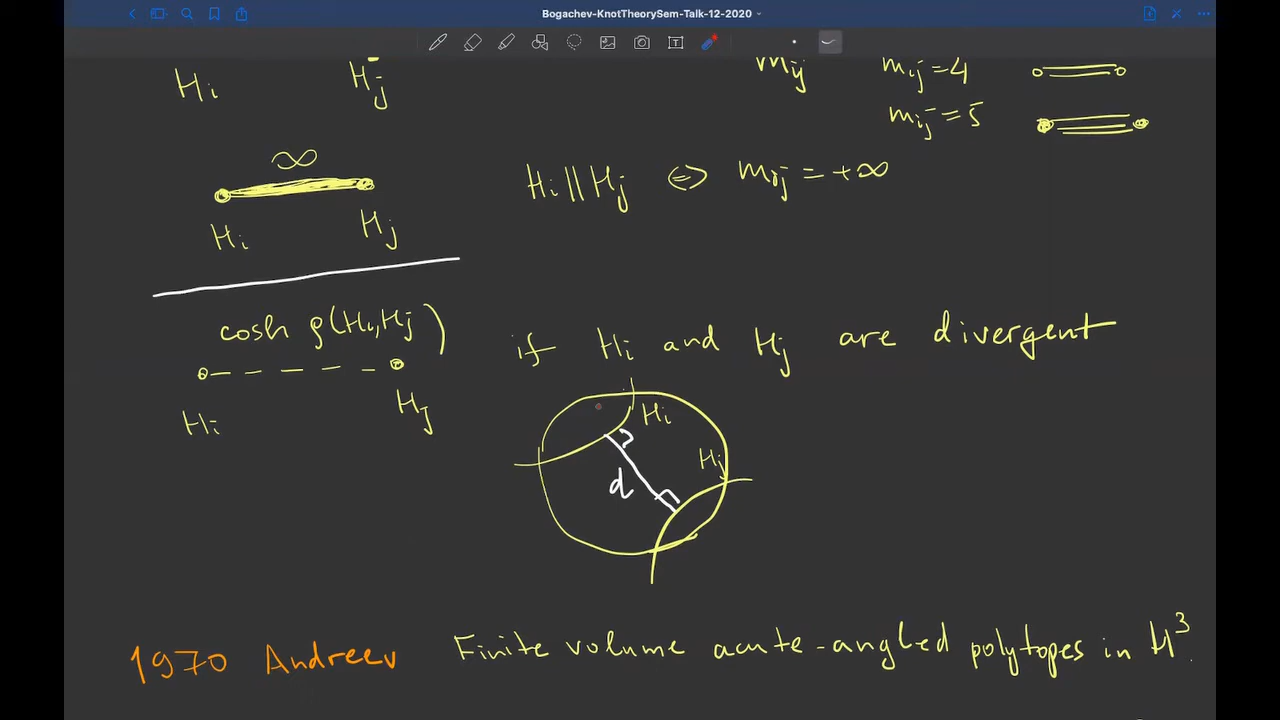 Bogachev-KnotTheorySem-Talk-12-2020
Hi Hj mij mij=4
mij=5
∞
Hi||Hj ⇔ mij=+∞
Hi Hj
cosh ρ(Hi,Hj) if Hi and Hj are divergent
Hi Hj
Hi
Hj
d
1970 Andreev Finite volume acute-angled polytopes in H³.